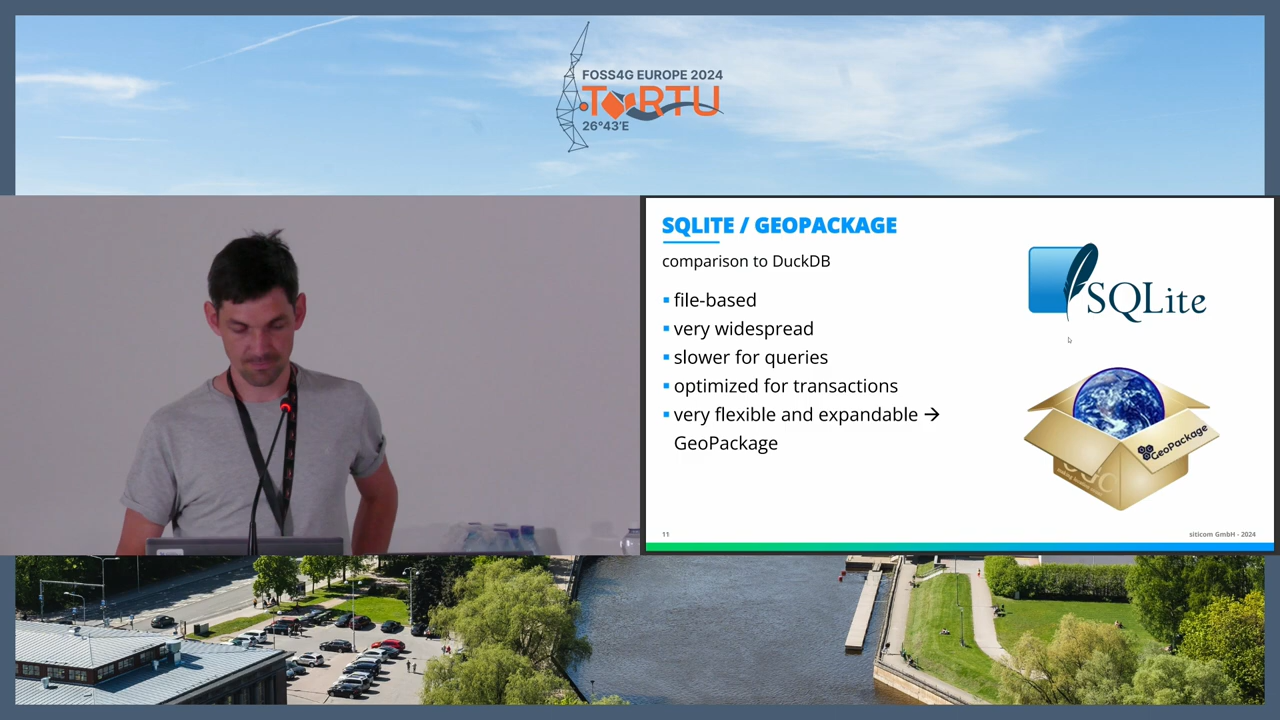 FOSS4G EUROPE 2024
TARTU
26°43'E
SQLITE / GEOPACKAGE
comparison to DuckDB
▪ file-based
▪ very widespread
▪ slower for queries
▪ optimized for transactions
▪ very flexible and expandable →
GeoPackage
SQLite
GeoPackage
11
siticom GmbH - 2024